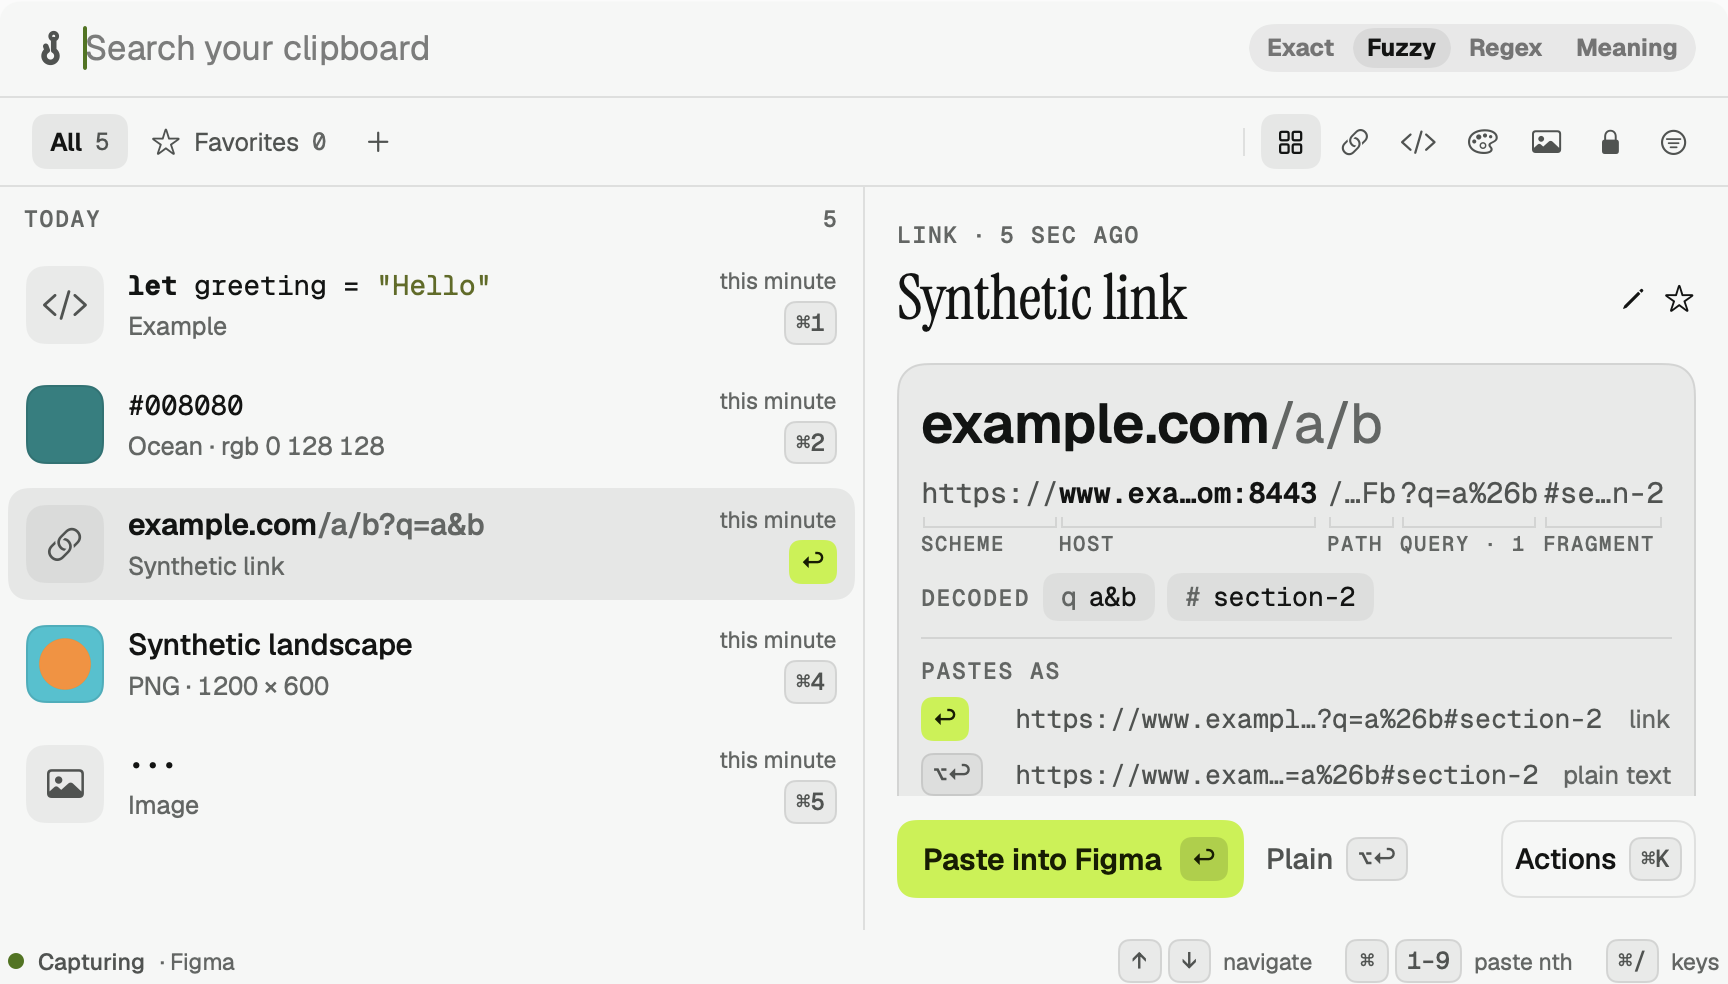 Search your clipboard
Exact Fuzzy Regex Meaning
All 5 Favorites 0
TODAY 5
let greeting = "Hello" this minute
Example ⌘1
#008080 this minute
Ocean · rgb 0 128 128 ⌘2
example.com/a/b?q=a&b this minute
Synthetic link
Synthetic landscape this minute
PNG · 1200 × 600 ⌘4
... this minute
Image ⌘5
LINK · 5 SEC AGO
Synthetic link
example.com/a/b
https://www.exa…om:8443 /…Fb?q=a%26b#se…n-2
SCHEME HOST PATH QUERY · 1 FRAGMENT
DECODED q a&b # section-2
PASTES AS
↩ https://www.exampl…?q=a%26b#section-2 link
⌥↩ https://www.exam…=a%26b#section-2 plain text
Paste into Figma ↩ Plain ⌥↩ Actions ⌘K
Capturing · Figma
↑ ↓ navigate ⌘ 1-9 paste nth ⌘/ keys